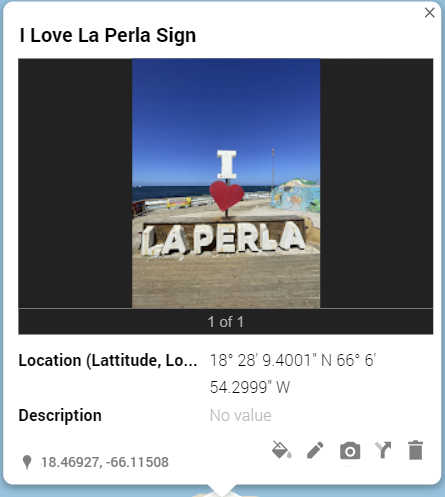 I Love La Perla Sign
I
LA PERLA
1 of 1
Location (Lattitude, Lo...
18° 28' 9.4001" N 66° 6'
54.2999" W
Description
No value
18.46927, -66.11508